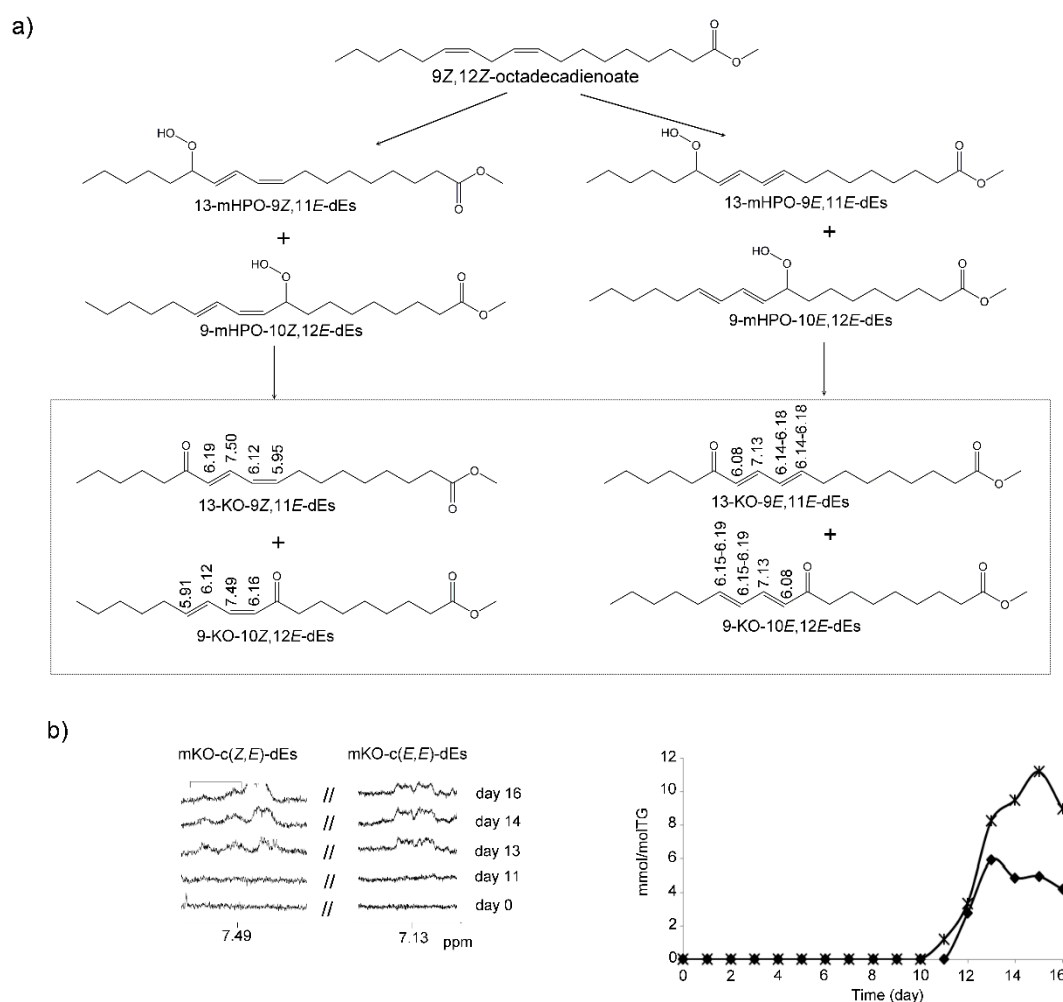 a)
O
O
9Z,12Z-octadecadienoate
HO
O
O
O
13-mHPO-9Z,11E-dEs
HO
O
O
O
13-mHPO-9E,11E-dEs
+
+
HO
O
O
O
9-mHPO-10Z,12E-dEs
HO
O
O
O
9-mHPO-10E,12E-dEs
O
6.19
7.50
6.12
5.95
O
O
13-KO-9Z,11E-dEs
O
6.08
7.13
6.14-6.18
6.14-6.18
O
O
13-KO-9E,11E-dEs
+
+
5.91
6.12
7.49
6.16
O
O
O
9-KO-10Z,12E-dEs
6.15-6.19
6.15-6.19
7.13
6.08
O
O
O
9-KO-10E,12E-dEs
b)
mKO-c(Z,E)-dEs
mKO-c(E,E)-dEs
// day 16
// day 14
// day 13
// day 11
// day 0
7.49
7.13 ppm
mmol/molTG
12
10
8
6
4
2
0
0 2 4 6 8 10 12 14 16
Time (day)